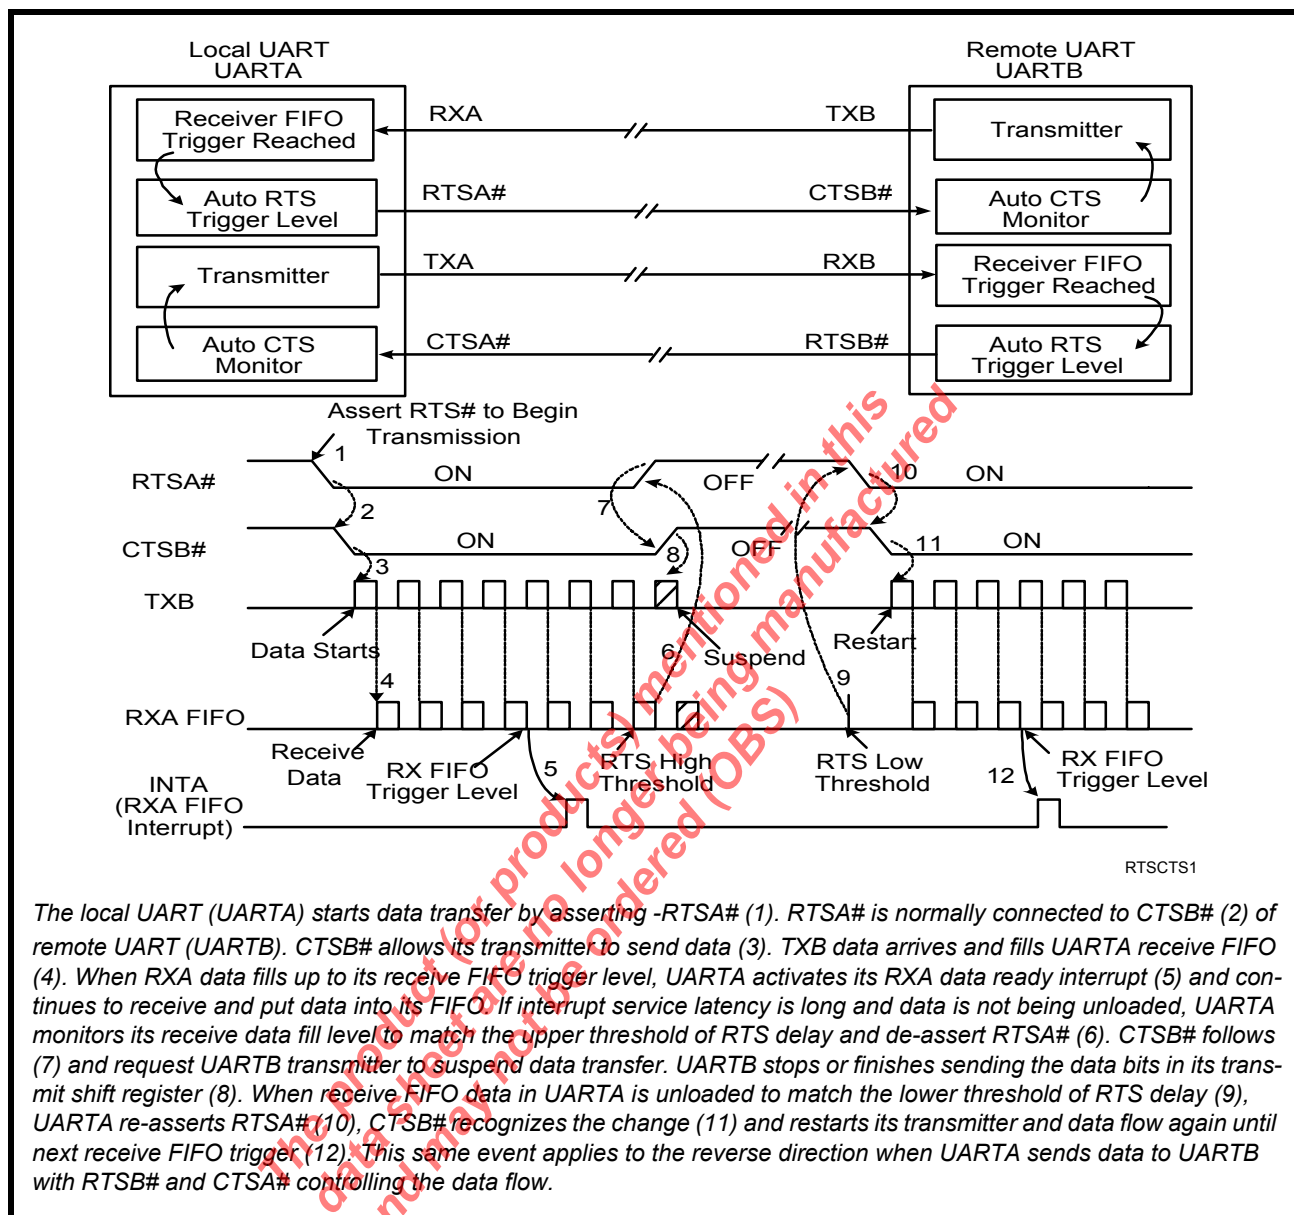 Local UART
UARTA
Remote UART
UARTB
Receiver FIFO
Trigger Reached
RXA
TXB
Transmitter
Auto RTS
Trigger Level
RTSA#
CTSB#
Auto CTS
Monitor
Transmitter
TXA
RXB
Receiver FIFO
Trigger Reached
Auto CTS
Monitor
CTSA#
RTSB#
Auto RTS
Trigger Level
Assert RTS# to Begin
Transmission
RTSA#
1
ON
7
OFF
10
ON
2
CTSB#
ON
8
OFF
11
ON
3
TXB
Data Starts
6
Suspend
9
Restart
4
RXA FIFO
Receive
Data
RX FIFO
Trigger Level
5
RTS High
Threshold
RTS Low
Threshold
12
RX FIFO
Trigger Level
INTA
(RXA FIFO
Interrupt)
RTSCTS1
The local UART (UARTA) starts data transfer by asserting -RTSA# (1). RTSA# is normally connected to CTSB# (2) of
remote UART (UARTB). CTSB# allows its transmitter to send data (3). TXB data arrives and fills UARTA receive FIFO
(4). When RXA data fills up to its receive FIFO trigger level, UARTA activates its RXA data ready interrupt (5) and con-
tinues to receive and put data into its FIFO. If interrupt service latency is long and data is not being unloaded, UARTA
monitors its receive data fill level to match the upper threshold of RTS delay and de-assert RTSA# (6). CTSB# follows
(7) and request UARTB transmitter to suspend data transfer. UARTB stops or finishes sending the data bits in its trans-
mit shift register (8). When receive FIFO data in UARTA is unloaded to match the lower threshold of RTS delay (9),
UARTA re-asserts RTSA# (10), CTSB# recognizes the change (11) and restarts its transmitter and data flow again until
next receive FIFO trigger (12). This same event applies to the reverse direction when UARTA sends data to UARTB
with RTSB# and CTSA# controlling the data flow.
The product (or products) mentioned in this
data sheet are no longer being manufactured
and may not be ordered (OBS)